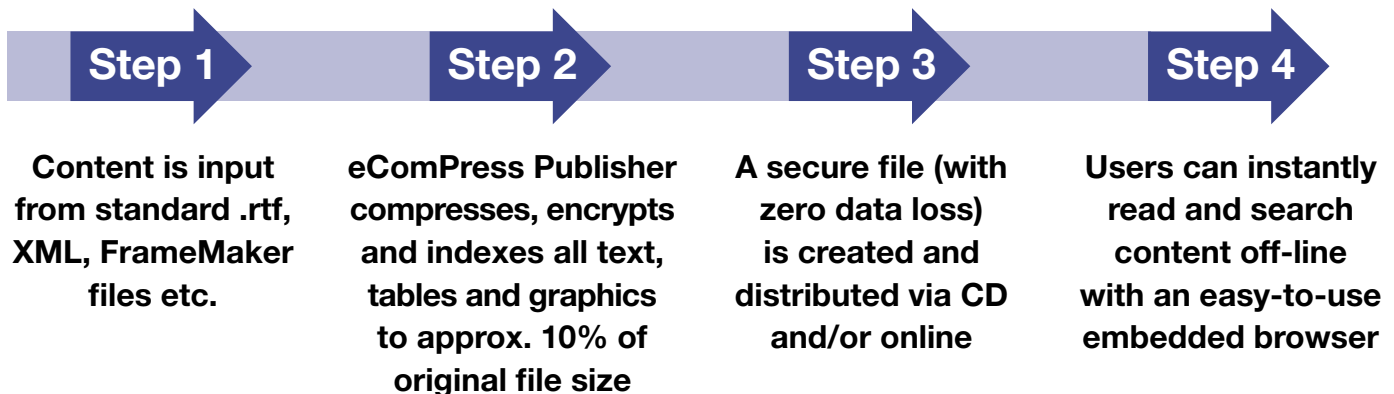 Step 1
Step 2
Step 3
Step 4
Content is input
from standard .rtf,
XML, FrameMaker
files etc.
eComPress Publisher
compresses, encrypts
and indexes all text,
tables and graphics
to approx. 10% of
original file size
A secure file (with
zero data loss)
is created and
distributed via CD
and/or online
Users can instantly
read and search
content off-line
with an easy-to-use
embedded browser